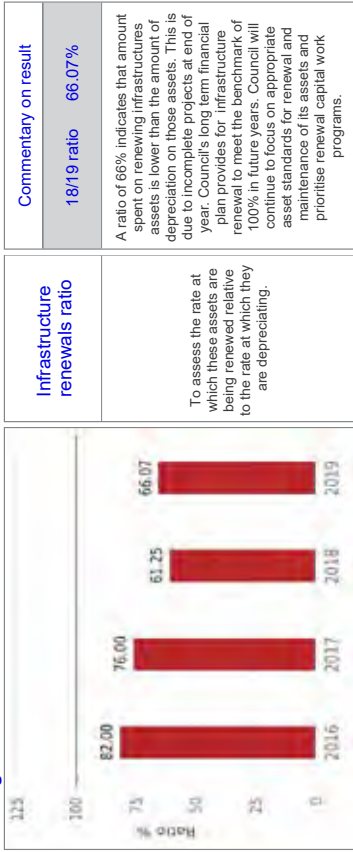 125
100
75
50
25
0
Ratio %
82.00
76.00
61.25
66.07
2016
2017
2018
2019
Infrastructure
renewals ratio
To assess the rate at
which these assets are
being renewed relative
to the rate at which they
are depreciating.
Commentary on result
18/19 ratio 66.07%
A ratio of 66% indicates that amount
spent on renewing infrastructures
assets is lower than the amount of
depreciation on those assets. This is
due to incomplete projects at end of
year. Council's long term financial
plan provides for infrastructure
renewal to meet the benchmark of
100% in future years. Council will
continue to focus on appropriate
asset standards for renewal and
maintenance of its assets and
prioritise renewal capital work
programs.